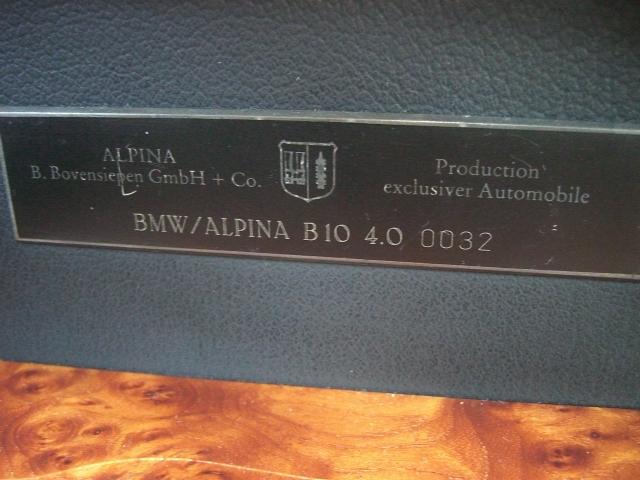 ALPINA
B. Bovensiepen GmbH + Co.
Production
exclusiver Automobile
BMW/ALPINA B10 4.0 0032